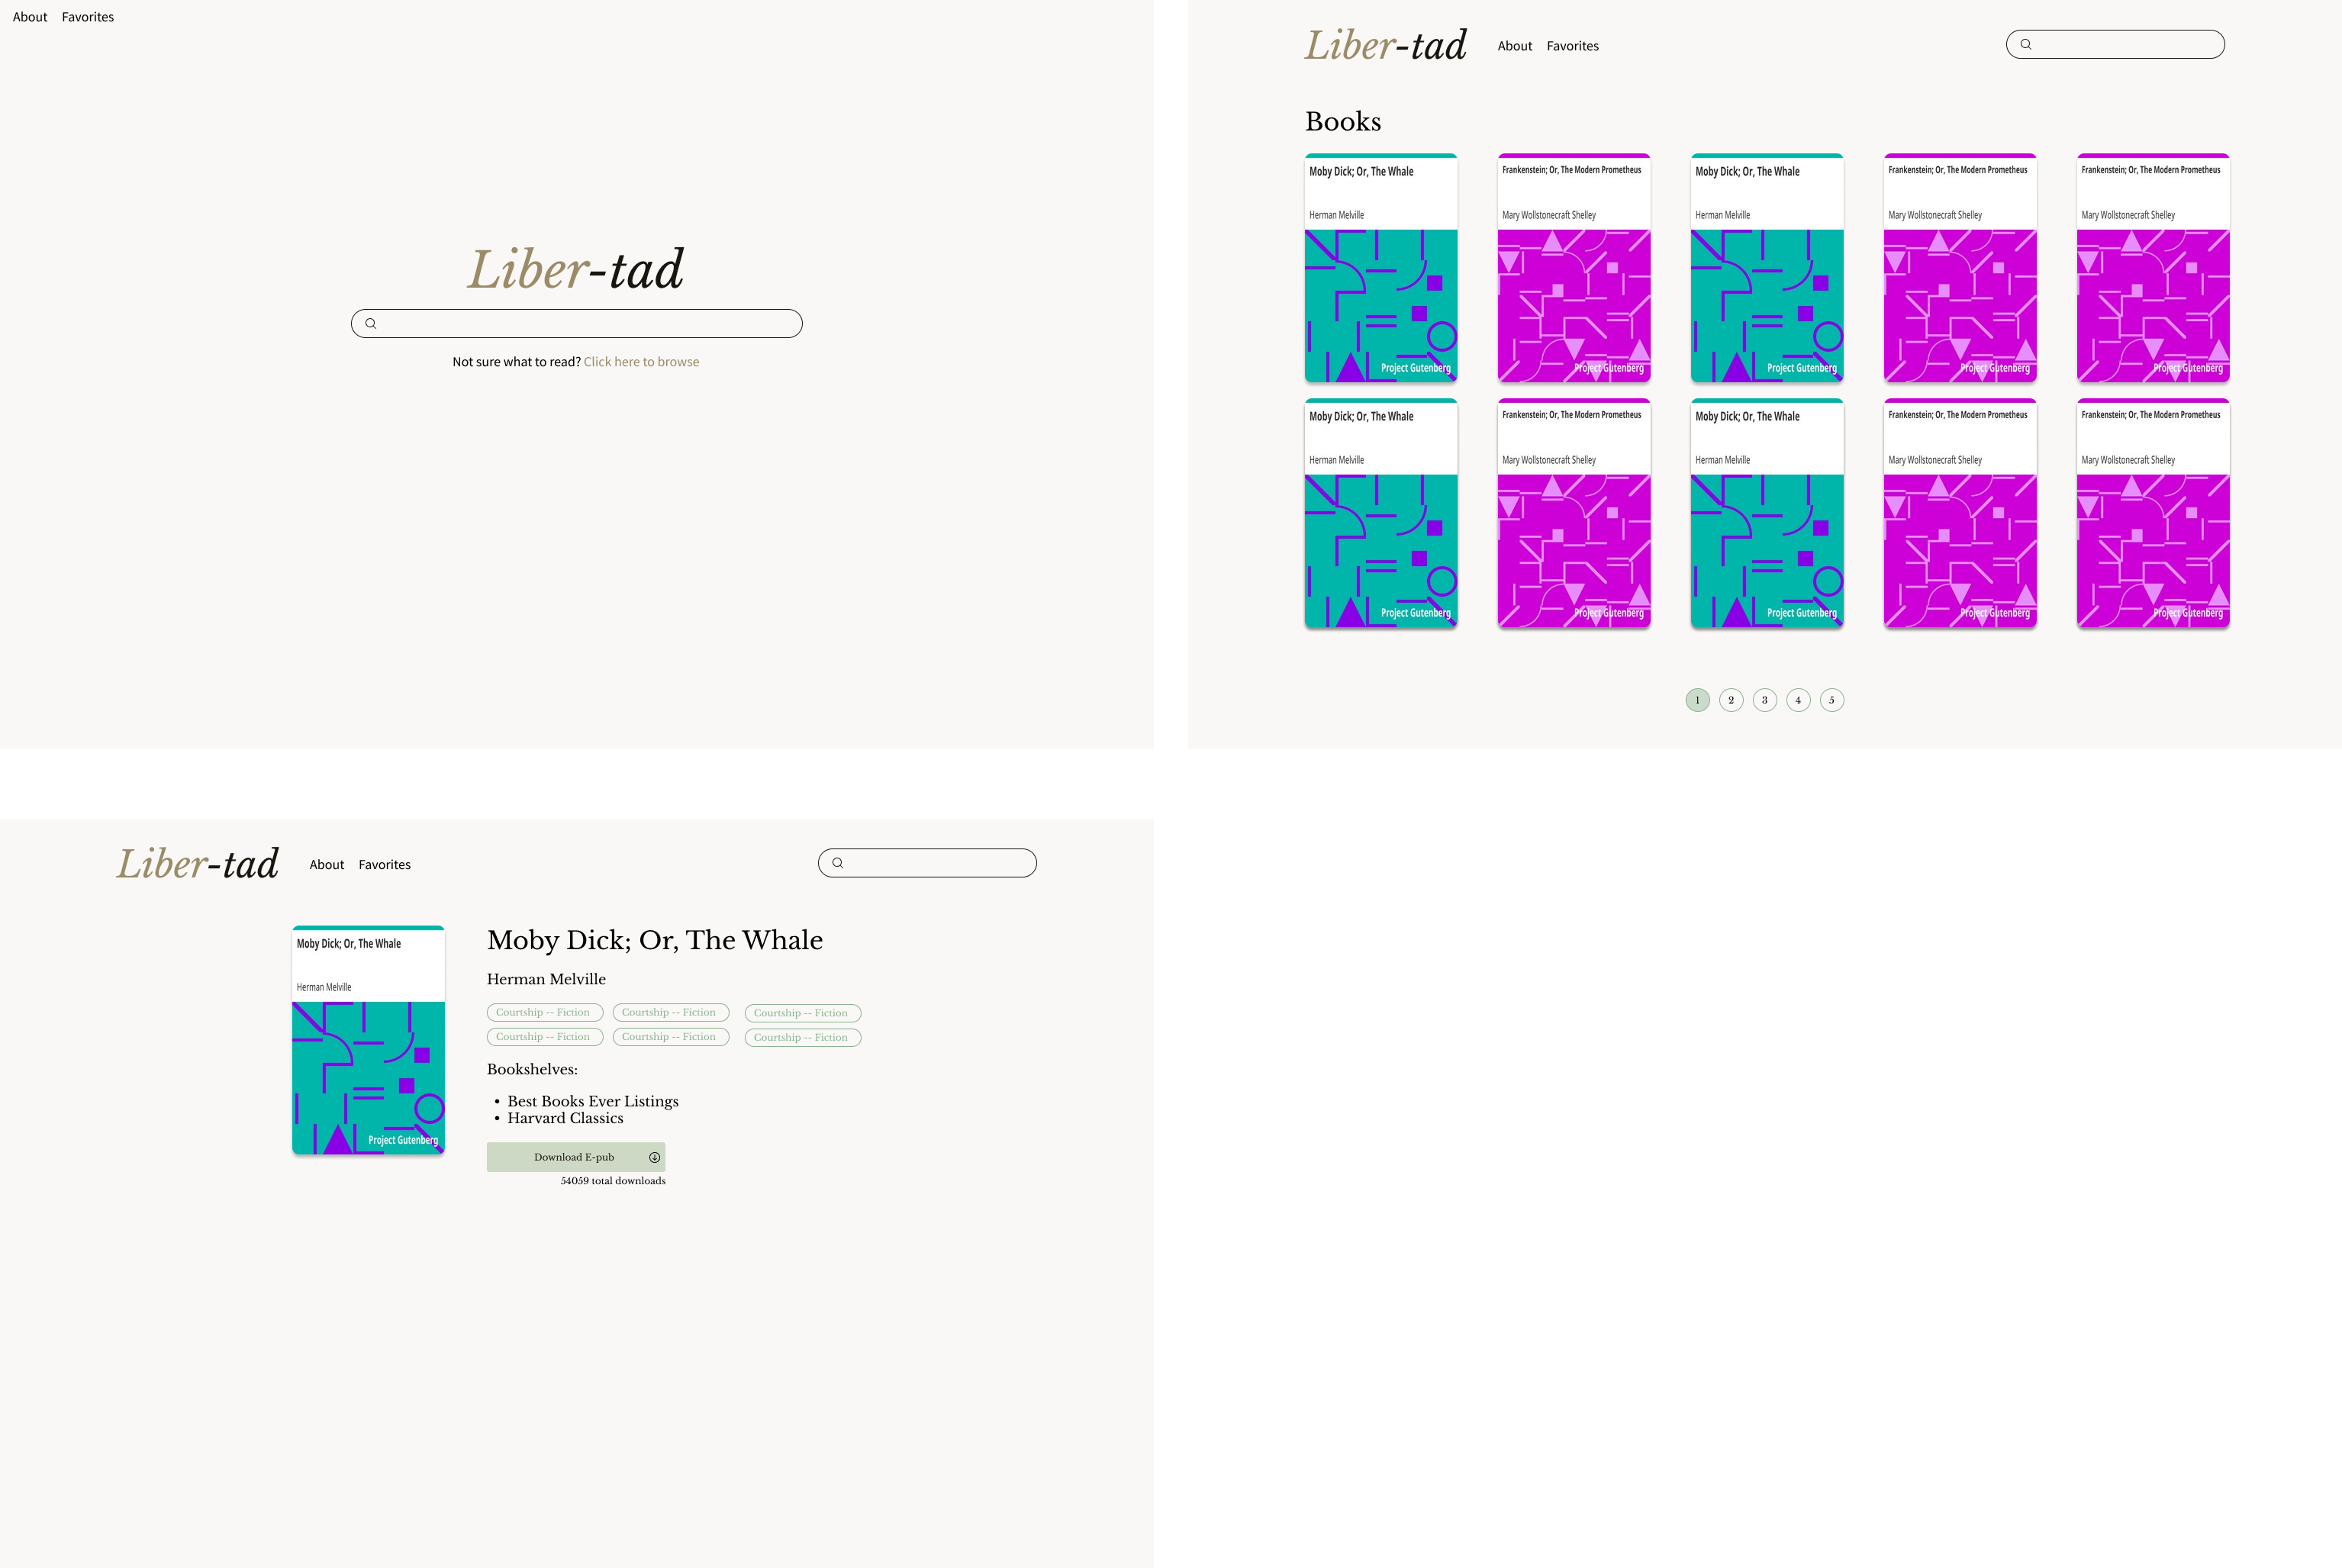 About Favorites
Liber-tad
Not sure what to read? Click here to browse
Liber-tad About Favorites
Books
Moby Dick; Or, The Whale
Herman Melville
Project Gutenberg
Frankenstein; Or, The Modern Prometheus
Mary Wollstonecraft Shelley
Project Gutenberg
Moby Dick; Or, The Whale
Herman Melville
Project Gutenberg
Frankenstein; Or, The Modern Prometheus
Mary Wollstonecraft Shelley
Project Gutenberg
Frankenstein; Or, The Modern Prometheus
Mary Wollstonecraft Shelley
Project Gutenberg
Moby Dick; Or, The Whale
Herman Melville
Project Gutenberg
Frankenstein; Or, The Modern Prometheus
Mary Wollstonecraft Shelley
Project Gutenberg
Moby Dick; Or, The Whale
Herman Melville
Project Gutenberg
Frankenstein; Or, The Modern Prometheus
Mary Wollstonecraft Shelley
Project Gutenberg
Frankenstein; Or, The Modern Prometheus
Mary Wollstonecraft Shelley
Project Gutenberg
1 2 3 4 5
Liber-tad About Favorites
Moby Dick; Or, The Whale
Herman Melville
Project Gutenberg
Moby Dick; Or, The Whale
Herman Melville
Courtship -- Fiction Courtship -- Fiction Courtship -- Fiction
Courtship -- Fiction Courtship -- Fiction Courtship -- Fiction
Bookshelves:
• Best Books Ever Listings
• Harvard Classics
Download E-pub
54059 total downloads